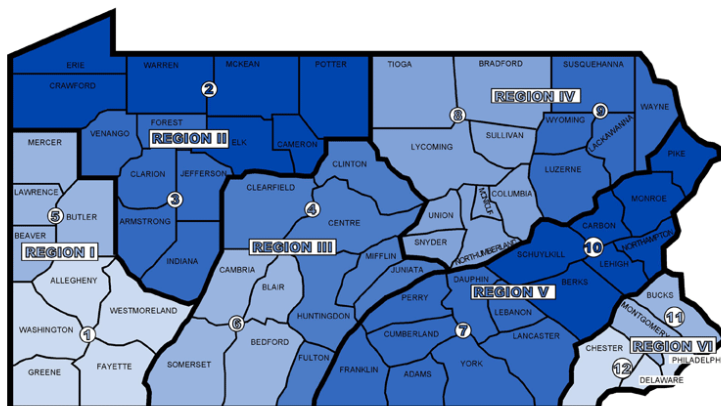 ERIE
WARREN
MCKEAN
POTTER
TIOGA
BRADFORD
SUSQUEHANNA
CRAWFORD
2
REGION IV
WAYNE
FOREST
8
9
WYOMING
LACKAWANNA
VENANGO
REGION II
ELK
CAMERON
SULLIVAN
MERCER
LYCOMING
PIKE
CLINTON
LUZERNE
CLARION
JEFFERSON
CLEARFIELD
COLUMBIA
LAWRENCE
3
4
UNION
MONROE
5
BUTLER
ARMSTRONG
CENTRE
CARBON
BEAVER
SNYDER
NORTHUMBERLAND
SCHUYLKILL
10
NORTHAMPTON
REGION I
REGION III
MIFFLIN
INDIANA
JUNIATA
LEHIGH
ALLEGHENY
CAMBRIA
DAUPHIN
BLAIR
REGION V
BERKS
PERRY
BUCKS
WESTMORELAND
HUNTINGDON
LEBANON
MONTGOMERY
11
WASHINGTON
1
6
CUMBERLAND
7
LANCASTER
BEDFORD
CHESTER
REGION VI
FULTON
PHILADELPH
SOMERSET
FRANKLIN
YORK
12
GREENE
FAYETTE
ADAMS
DELAWARE